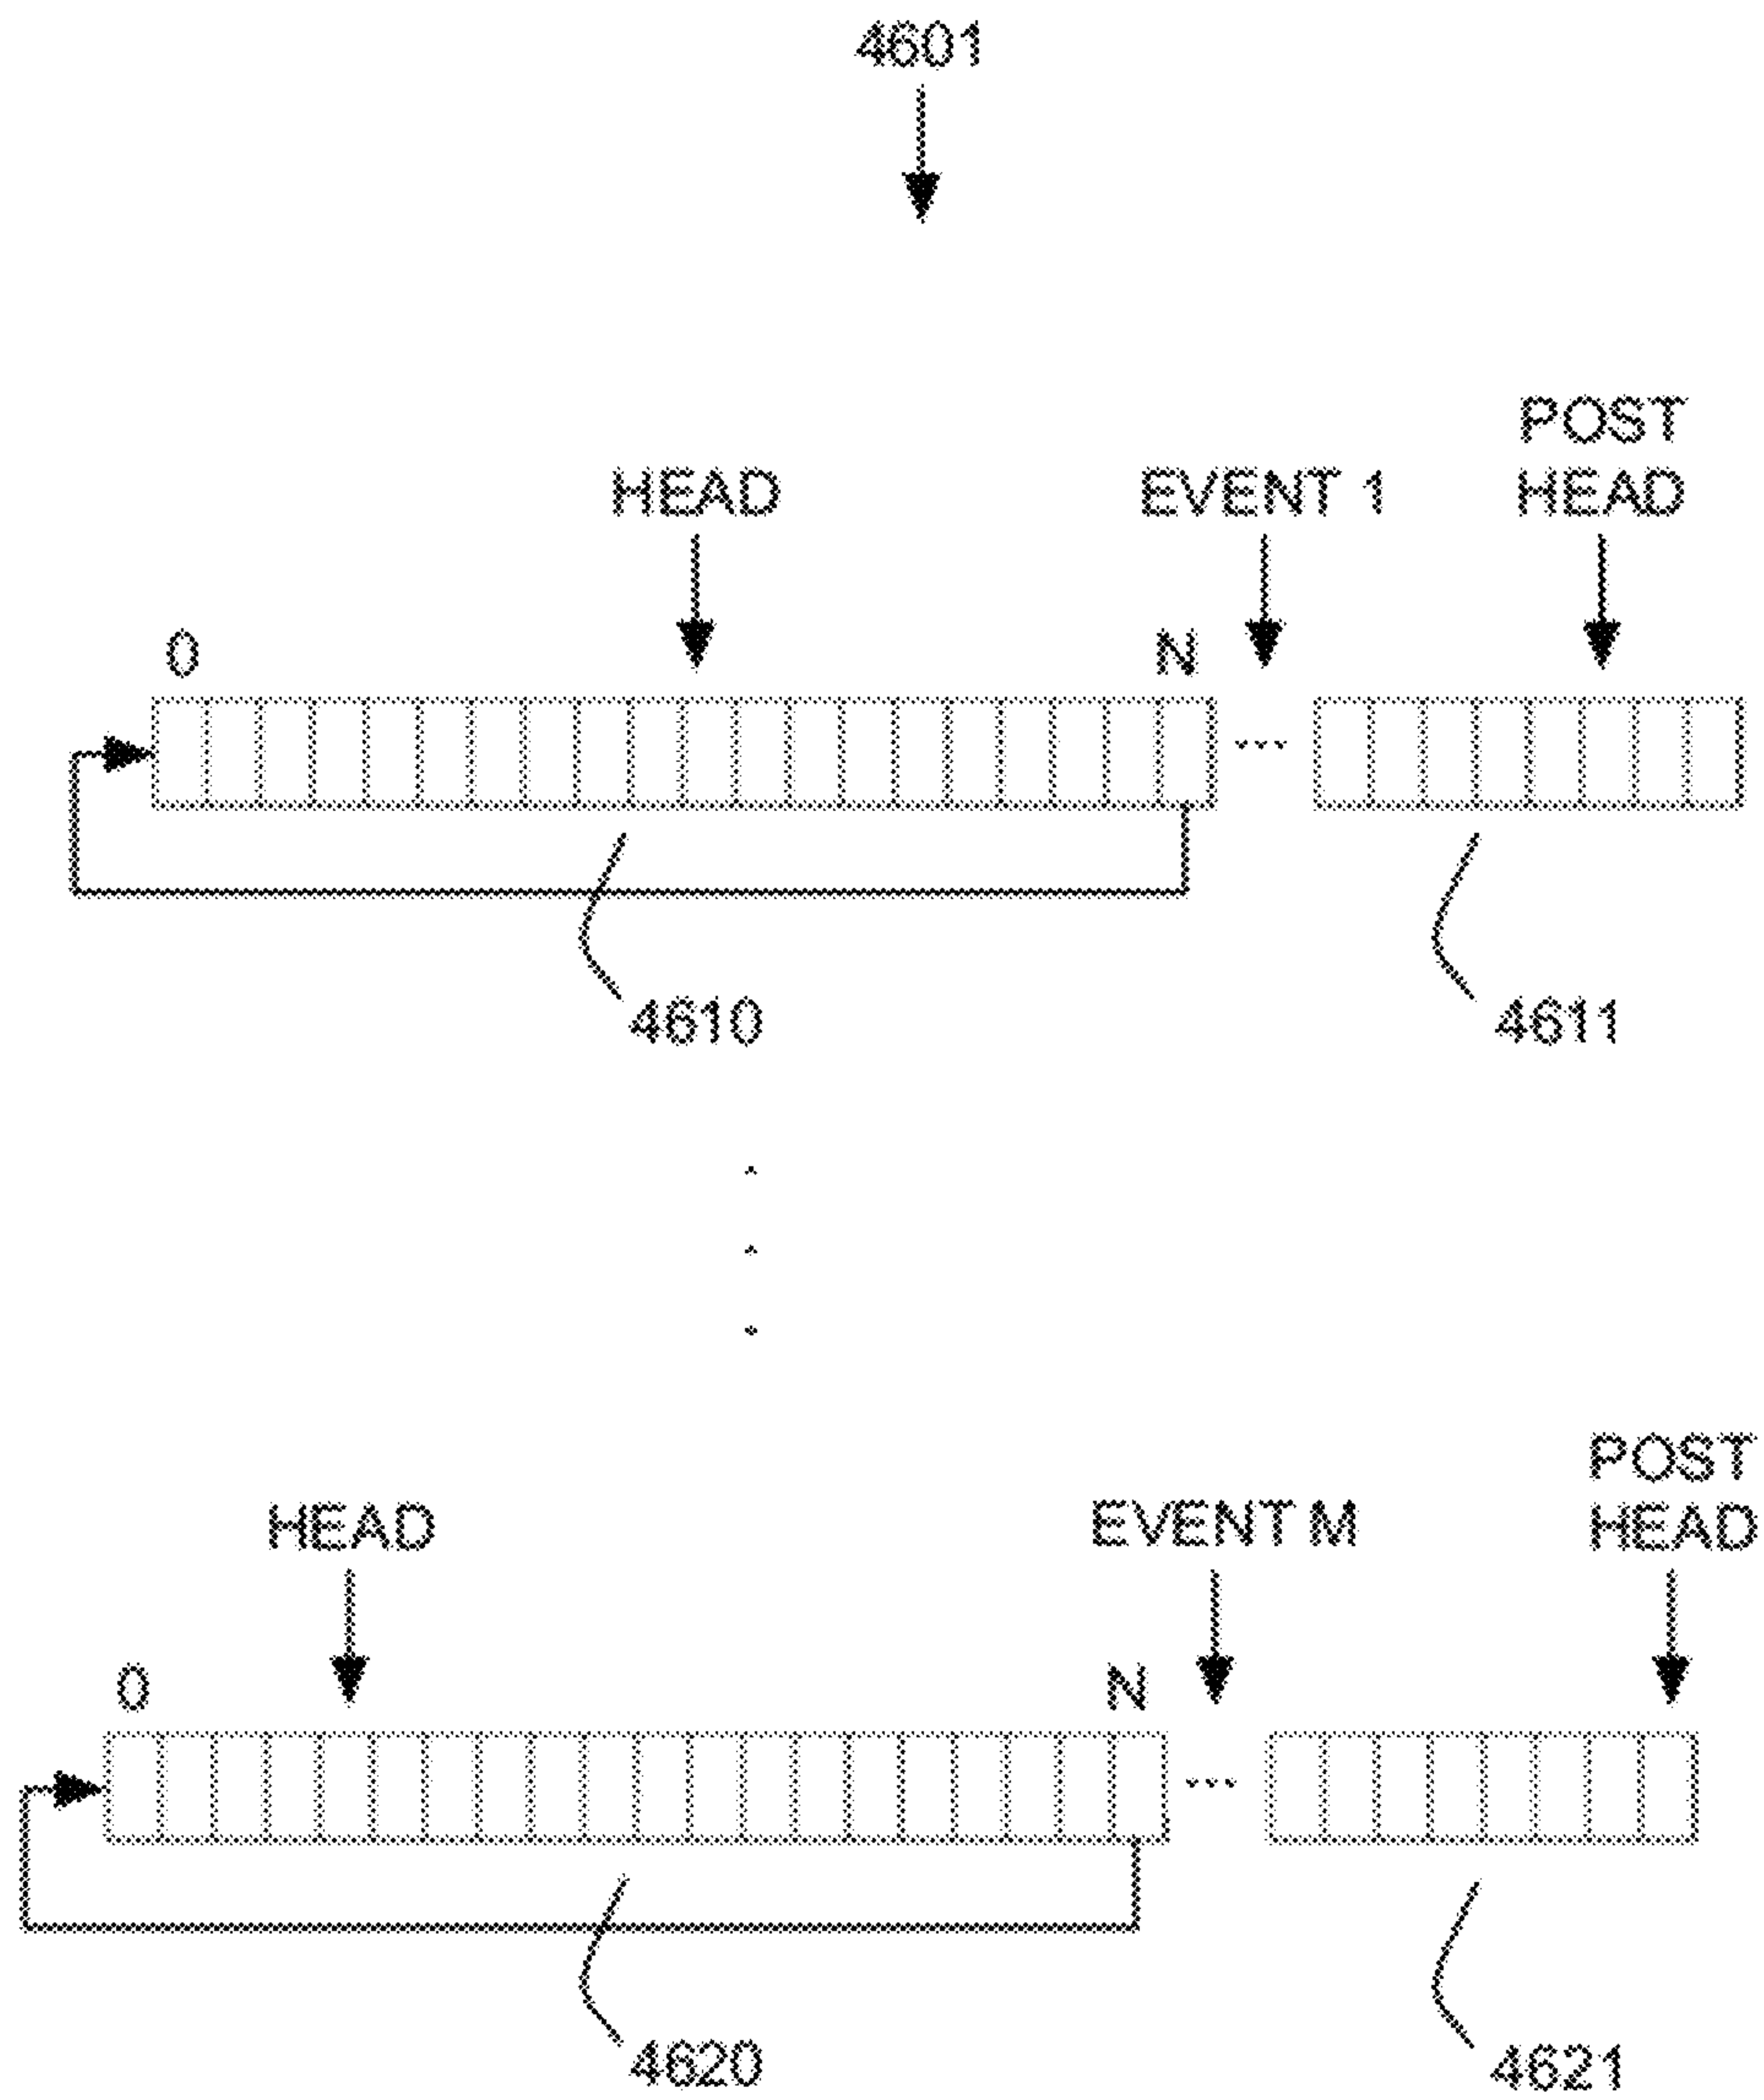 4601
POST
HEAD EVENT 1 HEAD
0 N
4610 4611
POST
HEAD EVENT M HEAD
0 N
4620 4621